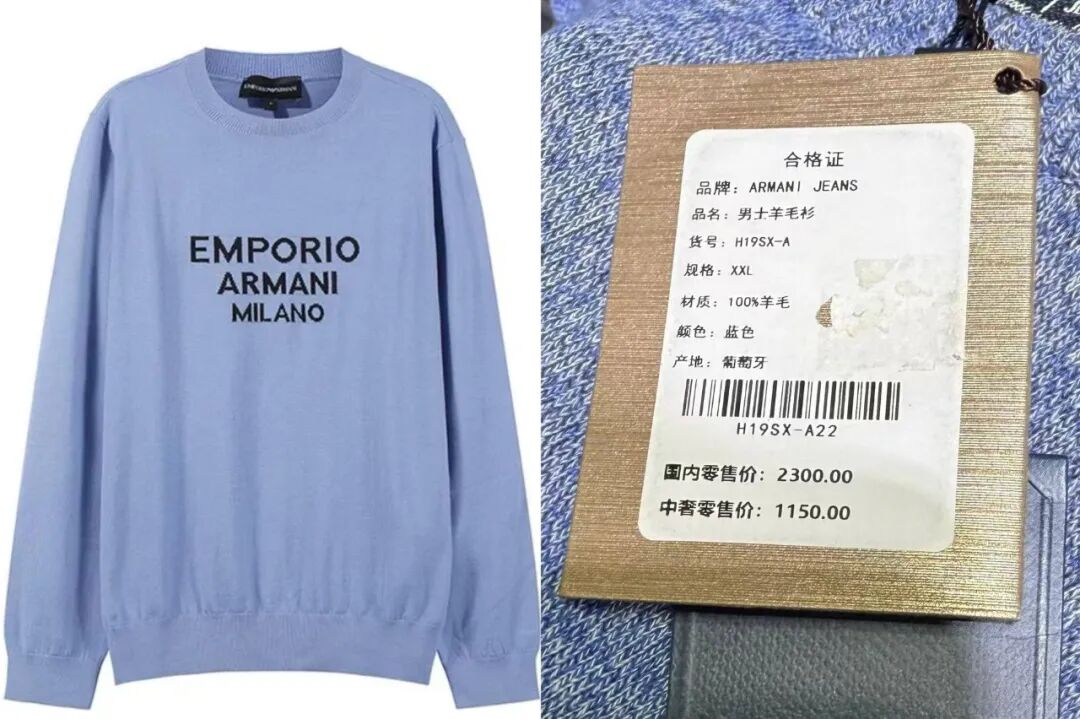 EMPORIO ARMANI
EMPORIO
ARMANI
MILANO
合格证
品牌：ARMANI JEANS
品名：男士羊毛衫
货号：H19SX-A
规格：XXL
材质：100%羊毛
颜色：蓝色
产地：葡萄牙
H19SX-A22
国内零售价：2300.00
中奢零售价：1150.00